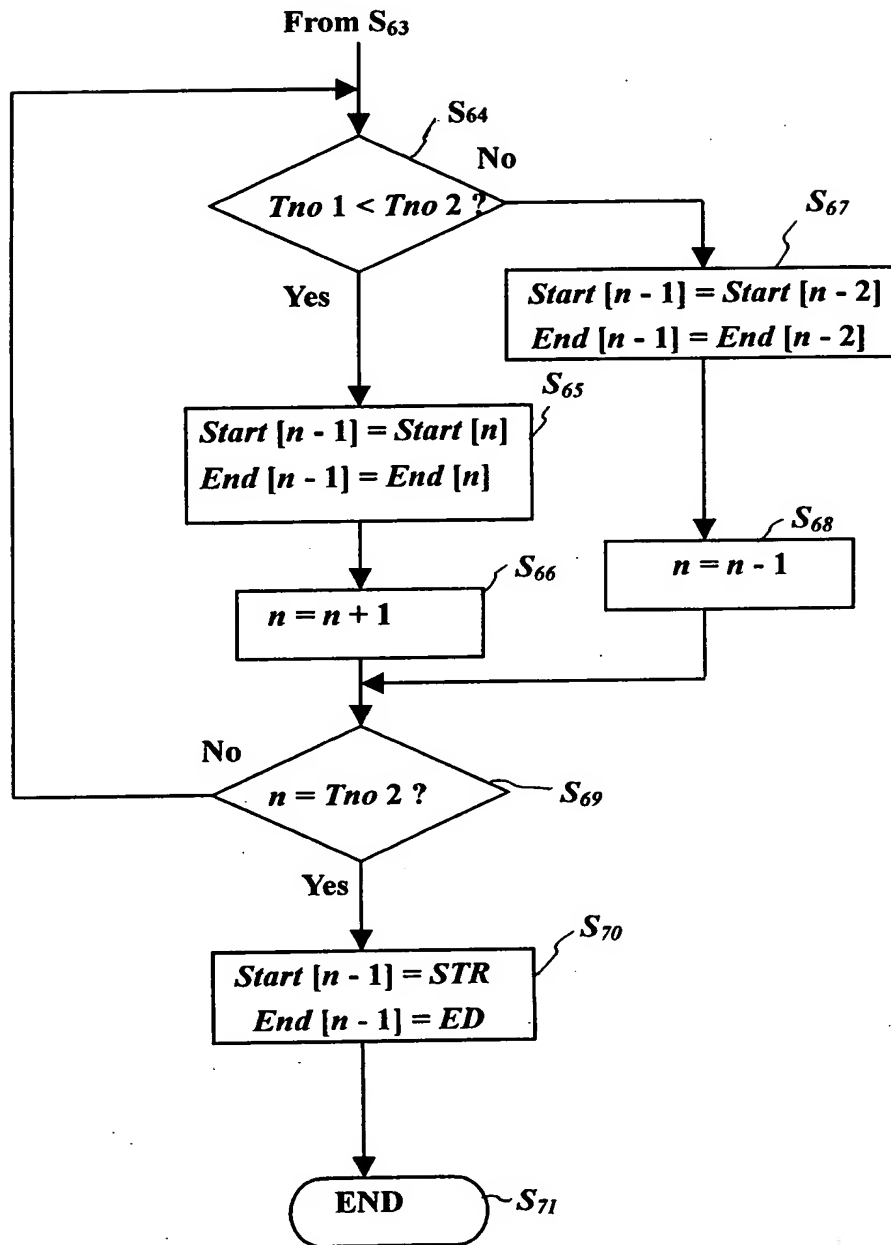 From S63
S64
No
Tno 1 < Tno 2 ?
S67
Yes
Start [n - 1] = Start [n - 2]
End [n - 1] = End [n - 2]
S65
Start [n - 1] = Start [n]
End [n - 1] = End [n]
S68
n = n - 1
S66
n = n + 1
No
n = Tno 2 ?
S69
Yes
S70
Start [n - 1] = STR
End [n - 1] = ED
END
S71